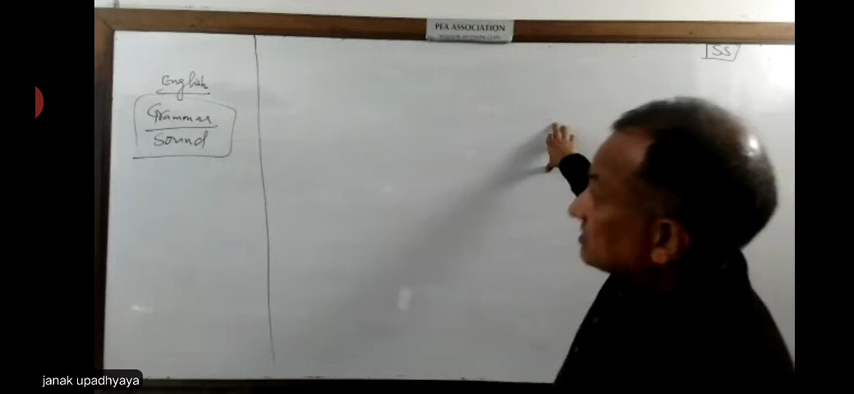 PEA ASSOCIATION
SS
English
Grammar
Sound
janak upadhyaya